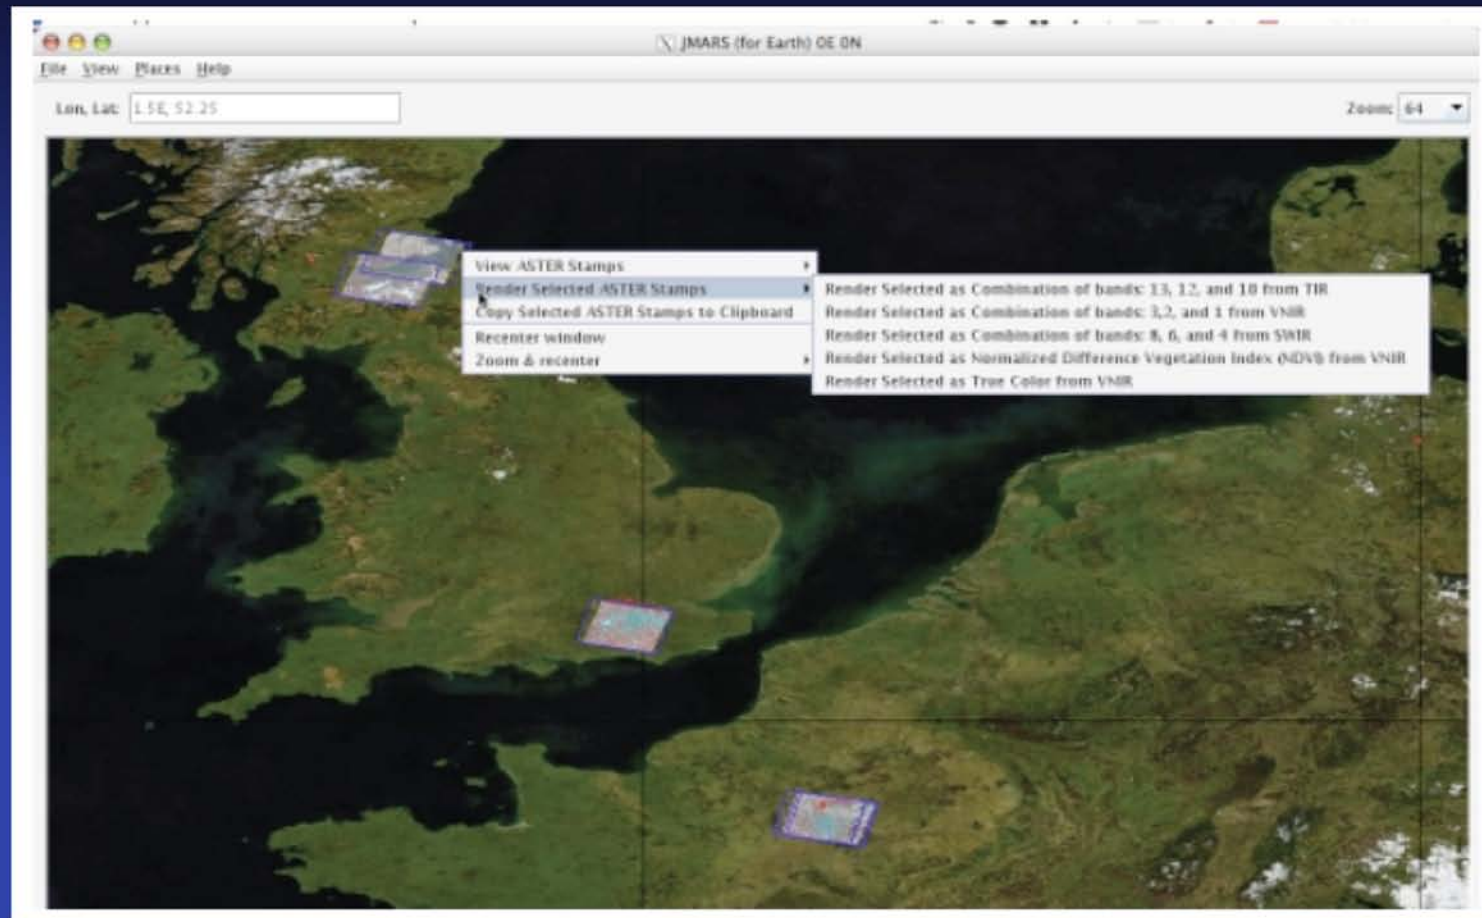 JMARS (for Earth) 0E 0N
File View Places Help
Lon, Lat: 1.5E, 52.25
Zoom: 64
View ASTER Stamps
Render Selected ASTER Stamps
Copy Selected ASTER Stamps to Clipboard
Recenter window
Zoom & recenter
Render Selected as Combination of bands: 13, 12, and 10 from TIR
Render Selected as Combination of bands: 3,2, and 1 from VNIR
Render Selected as Combination of bands: 8, 6, and 4 from SWIR
Render Selected as Normalized Difference Vegetation Index (NDVI) from VNIR
Render Selected as True Color from VNIR